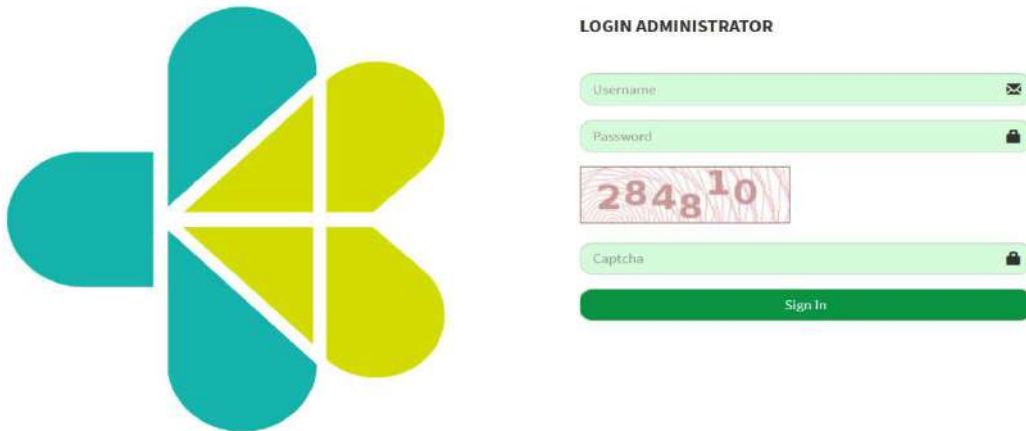 LOGIN ADMINISTRATOR
Username
Password
284810
Captcha
Sign In